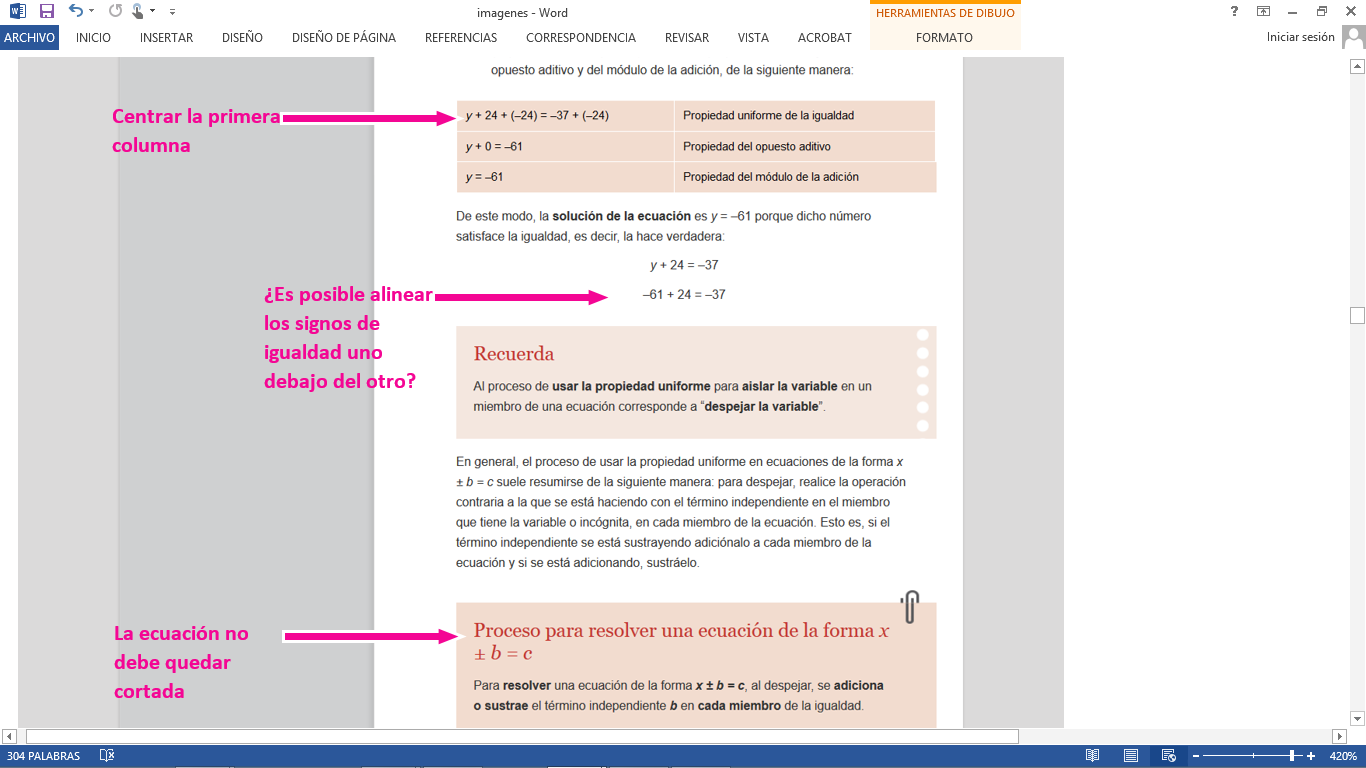 imagenes - Word
HERRAMIENTAS DE DIBUJO
?
ARCHIVO INICIO INSERTAR DISEÑO DISEÑO DE PÁGINA REFERENCIAS CORRESPONDENCIA REVISAR VISTA ACROBAT FORMATO Iniciar sesión
opuesto aditivo y del módulo de la adición, de la siguiente manera:
Centrar la primera
columna
y + 24 + (–24) = –37 + (–24) Propiedad uniforme de la igualdad
y + 0 = –61 Propiedad del opuesto aditivo
y = –61 Propiedad del módulo de la adición
De este modo, la solución de la ecuación es y = –61 porque dicho número
satisface la igualdad, es decir, la hace verdadera:
y + 24 = –37
–61 + 24 = –37
¿Es posible alinear
los signos de
igualdad uno
debajo del otro?
Recuerda
Al proceso de usar la propiedad uniforme para aislar la variable en un
miembro de una ecuación corresponde a “despejar la variable”.
En general, el proceso de usar la propiedad uniforme en ecuaciones de la forma x
± b = c suele resumirse de la siguiente manera: para despejar, realice la operación
contraria a la que se está haciendo con el término independiente en el miembro
que tiene la variable o incógnita, en cada miembro de la ecuación. Esto es, si el
término independiente se está sustrayendo adiciónalo a cada miembro de la
ecuación y si se está adicionando, sustráelo.
La ecuación no
debe quedar
cortada
Proceso para resolver una ecuación de la forma x
± b = c
Para resolver una ecuación de la forma x ± b = c, al despejar, se adiciona
o sustrae el término independiente b en cada miembro de la igualdad.
304 PALABRAS
420%